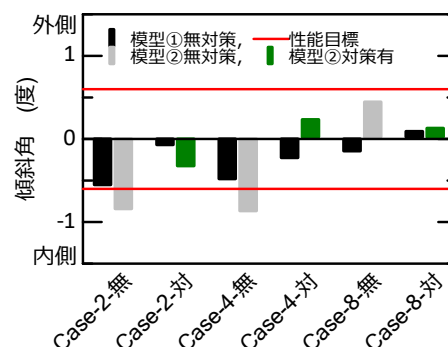 外側
模型①無対策, 性能目標
模型②無対策, 模型②対策有
1
0
-1
内側
傾斜角 (度)
Case-2-無
Case-2-対
Case-4-無
Case-4-対
Case-8-無
Case-8-対